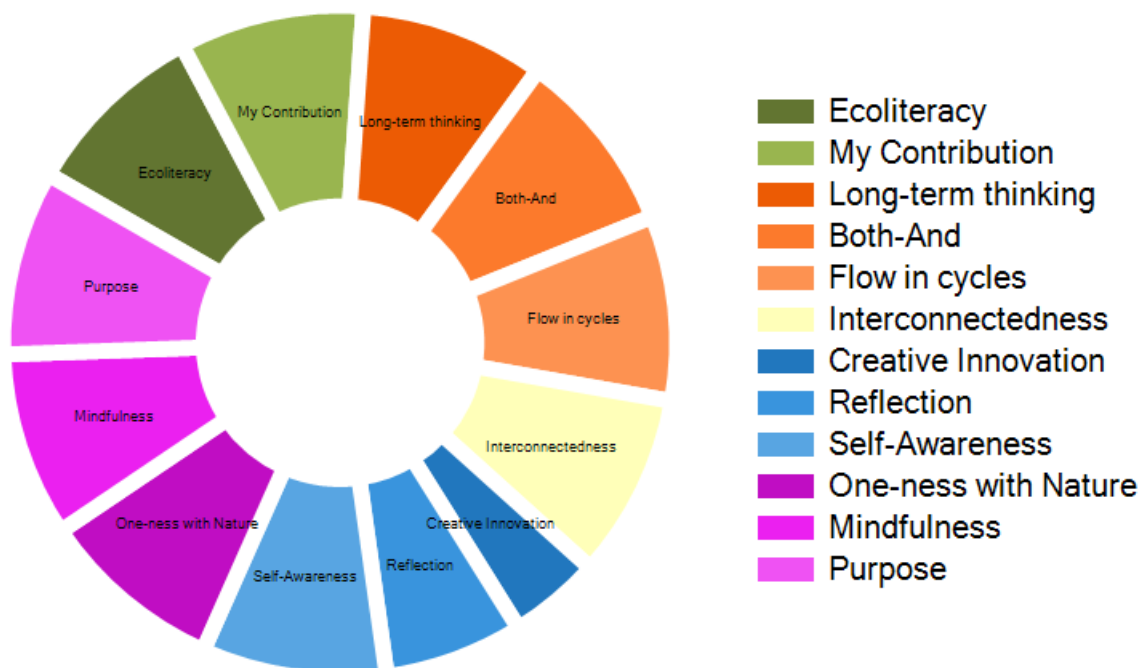 My Contribution
Long-term thinking
Ecoliteracy
Both-And
Purpose
Flow in cycles
Mindfulness
Interconnectedness
One-ness with Nature
Creative Innovation
Self-Awareness
Reflection
Ecoliteracy
My Contribution
Long-term thinking
Both-And
Flow in cycles
Interconnectedness
Creative Innovation
Reflection
Self-Awareness
One-ness with Nature
Mindfulness
Purpose